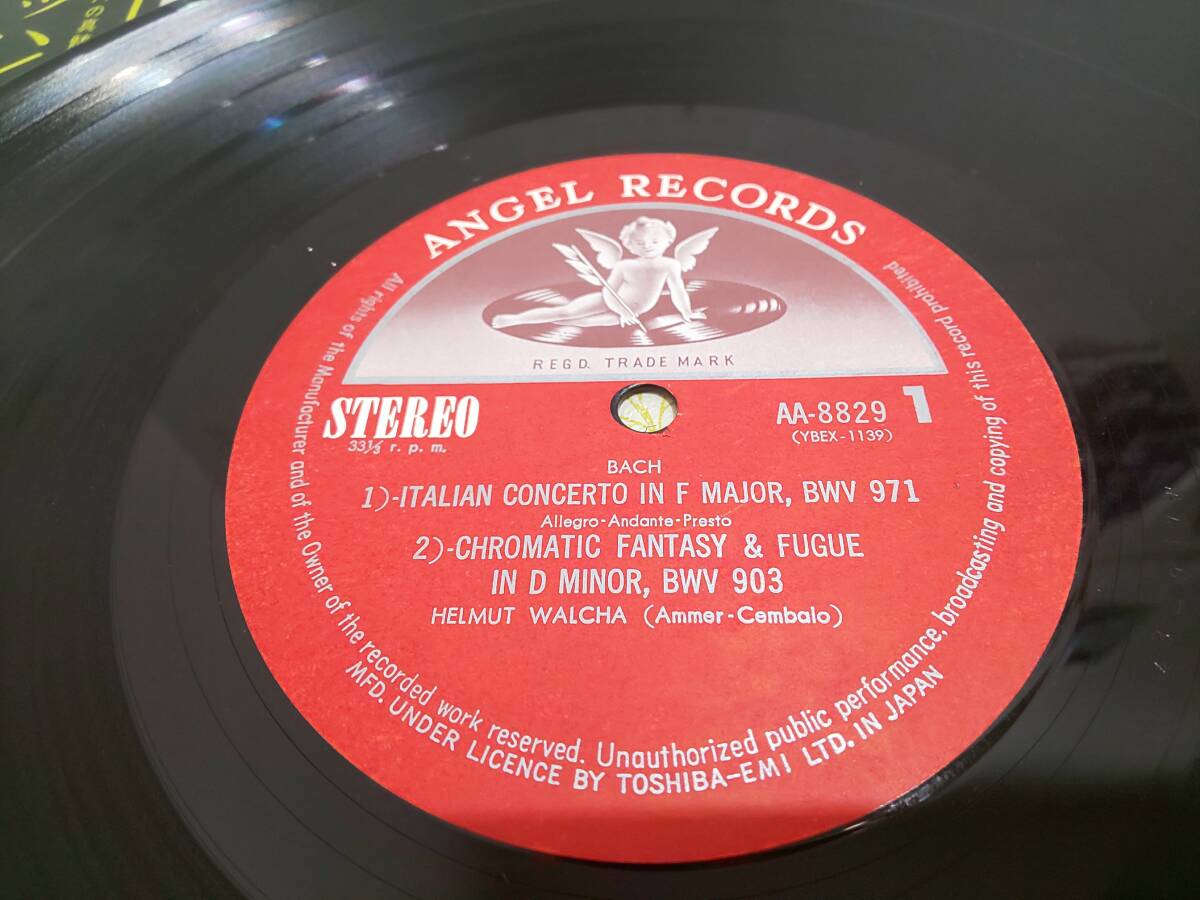 ANGEL RECORDS
REGD. TRADE MARK
STEREO
33⅓ r. p. m.
AA-8829 1
(YBEX-1139)
BACH
1)-ITALIAN CONCERTO IN F MAJOR, BWV 971
Allegro-Andante-Presto
2)-CHROMATIC FANTASY & FUGUE
IN D MINOR, BWV 903
HELMUT WALCHA (Ammer-Cembalo)
All rights of the Manufacturer and of the Owner of the recorded work reserved. Unauthorized public performance, broadcasting and copying of this record prohibited
MFD. UNDER LICENCE BY TOSHIBA-EMI LTD. IN JAPAN